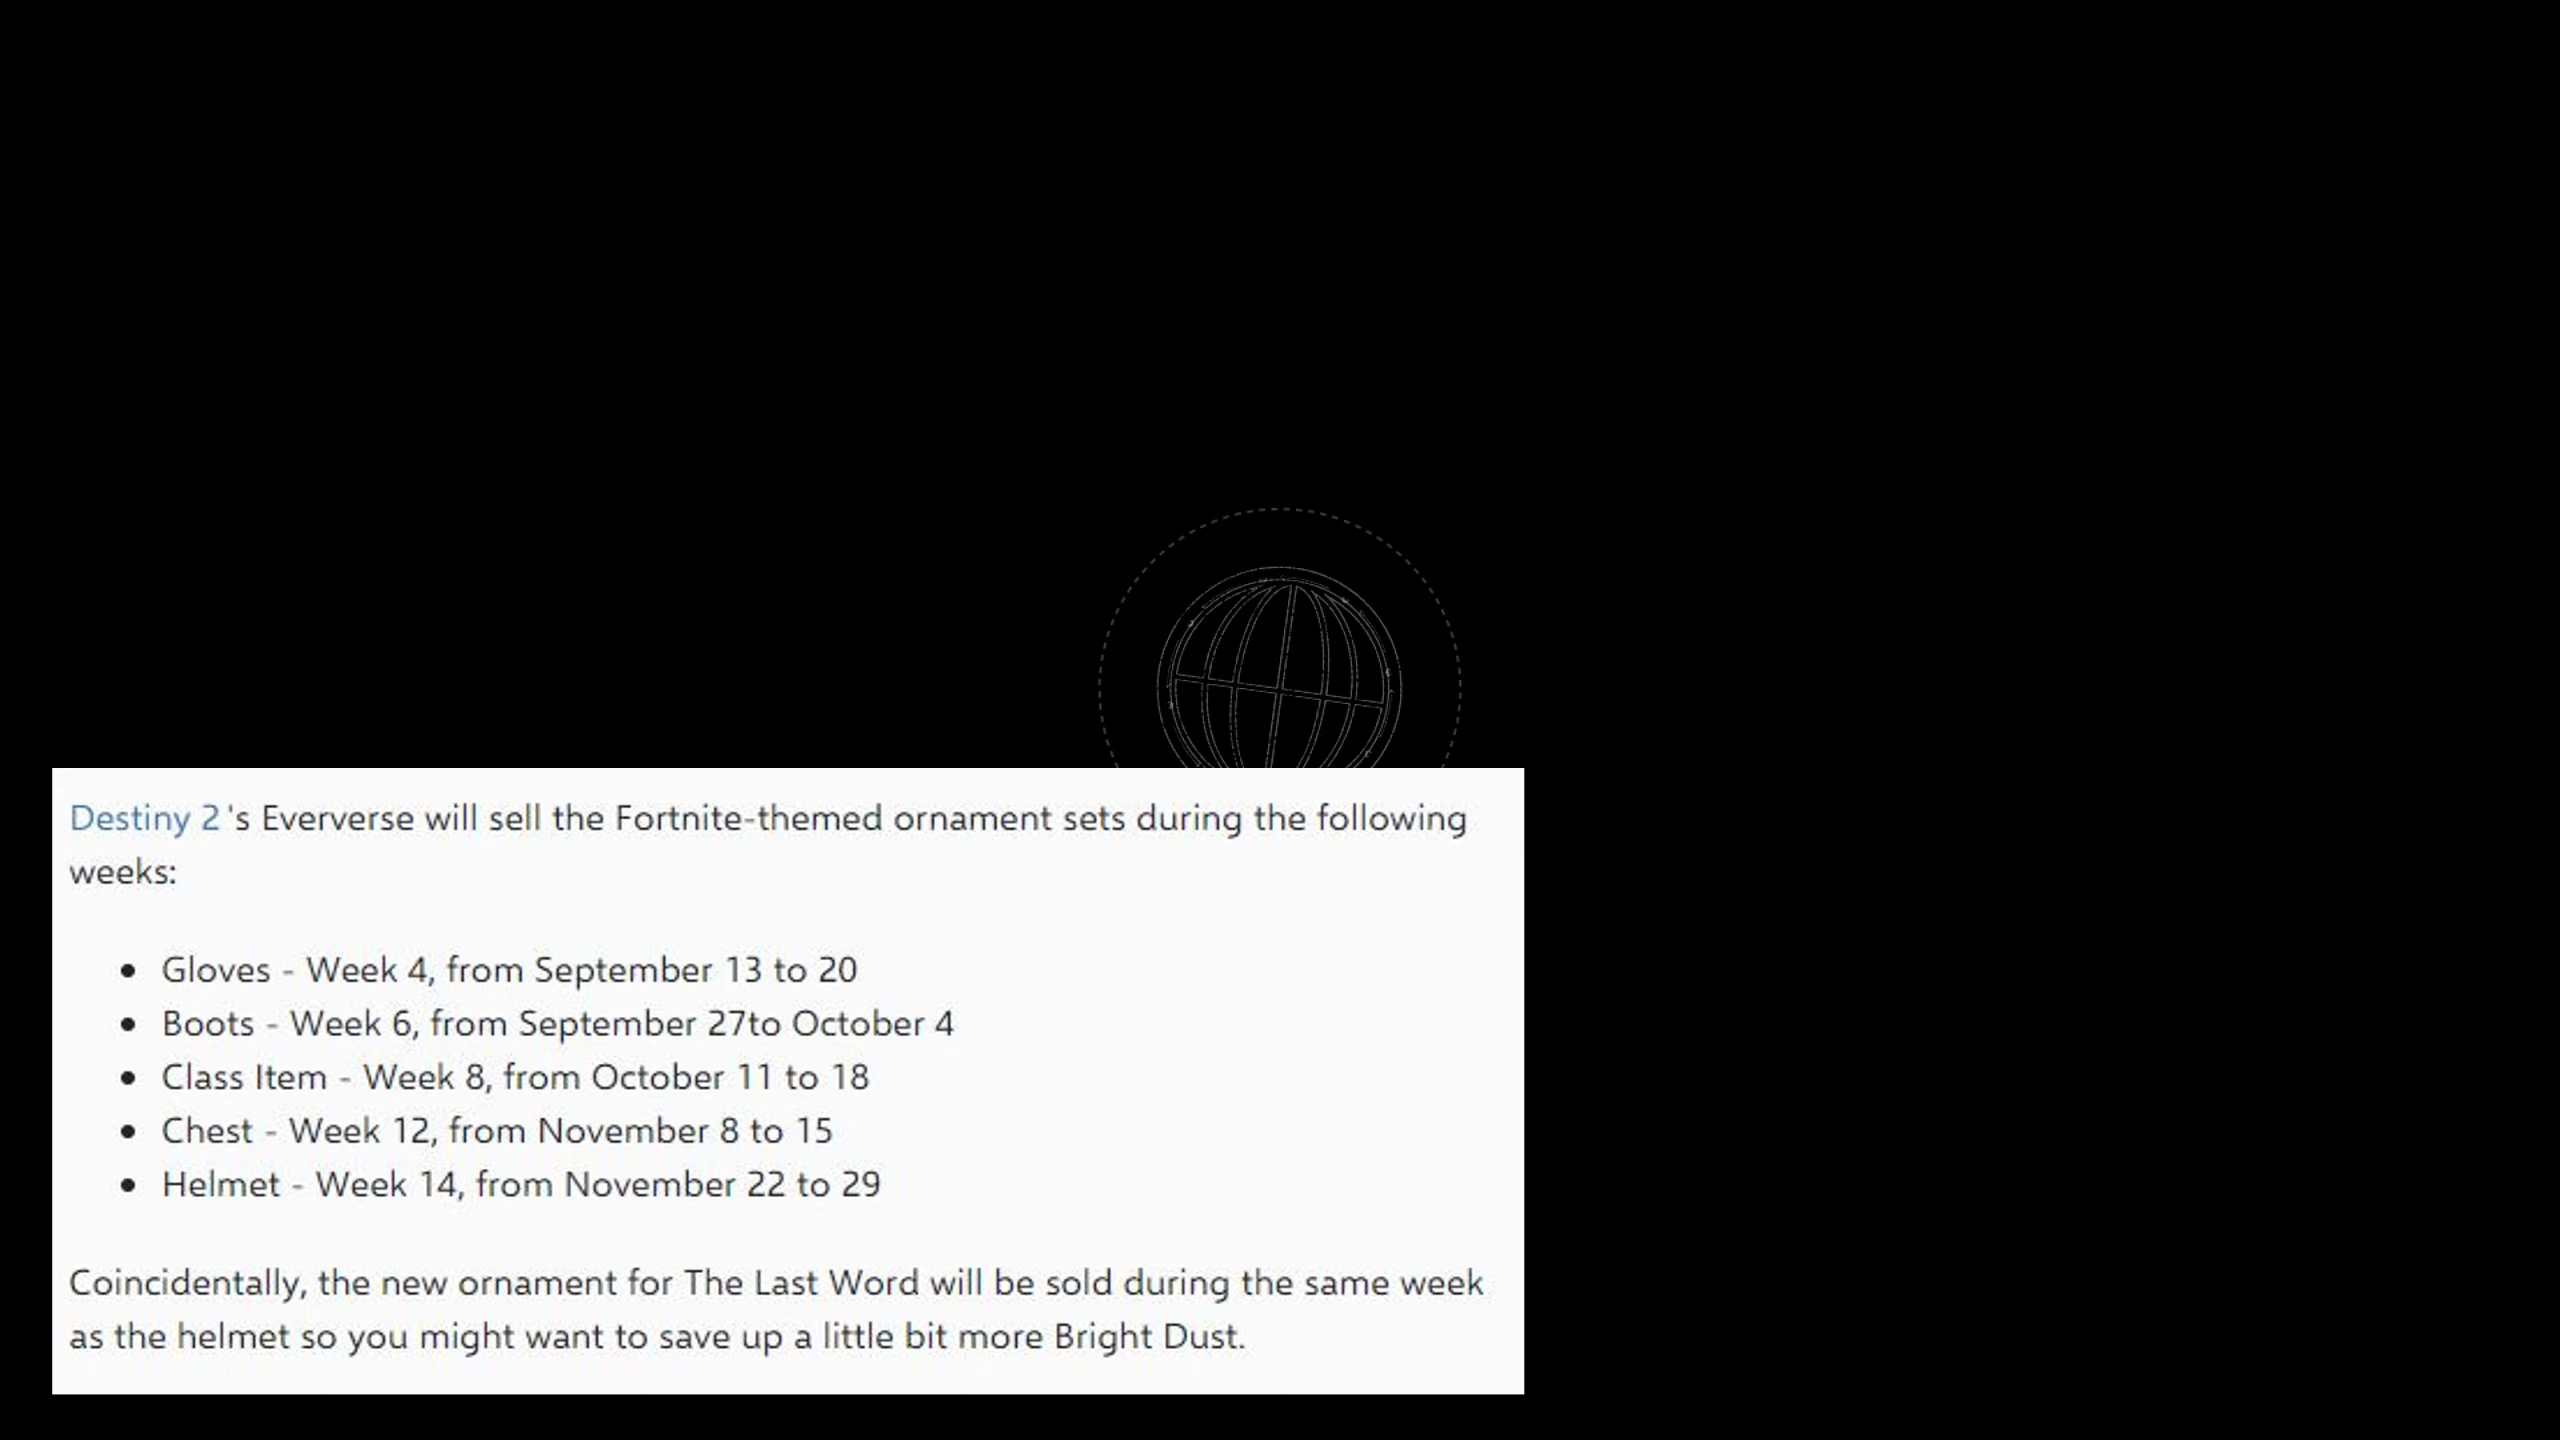 Destiny 2's Eververse will sell the Fortnite-themed ornament sets during the following
weeks:
• Gloves - Week 4, from September 13 to 20
• Boots - Week 6, from September 27to October 4
• Class Item - Week 8, from October 11 to 18
• Chest - Week 12, from November 8 to 15
• Helmet - Week 14, from November 22 to 29
Coincidentally, the new ornament for The Last Word will be sold during the same week
as the helmet so you might want to save up a little bit more Bright Dust.